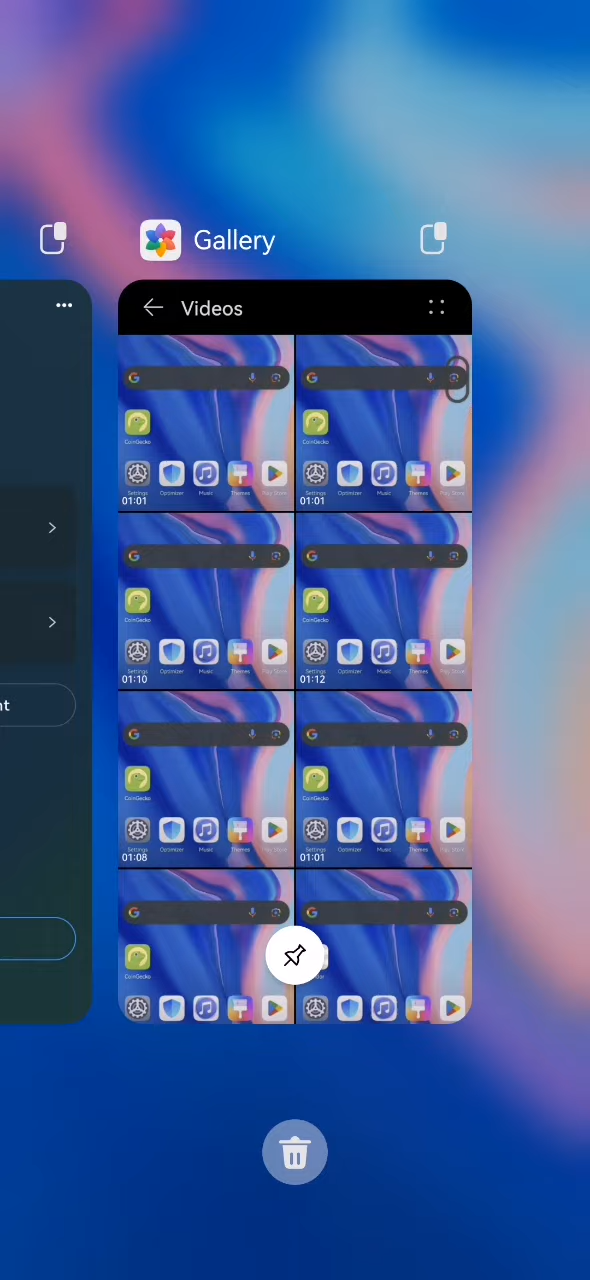 Gallery
Videos
CoinGecko
CoinGecko
Settings
Optimizer
Music
Themes
Play Store
Settings
Optimizer
Music
Themes
Play Store
01:01
01:01
CoinGecko
CoinGecko
Settings
Optimizer
Music
Themes
Play Store
Settings
Optimizer
Music
Themes
Play Store
01:10
01:12
nt
CoinGecko
CoinGecko
Settings
Optimizer
Music
Themes
Play Store
Settings
Optimizer
Music
Themes
Play Store
01:08
01:01
CoinGecko